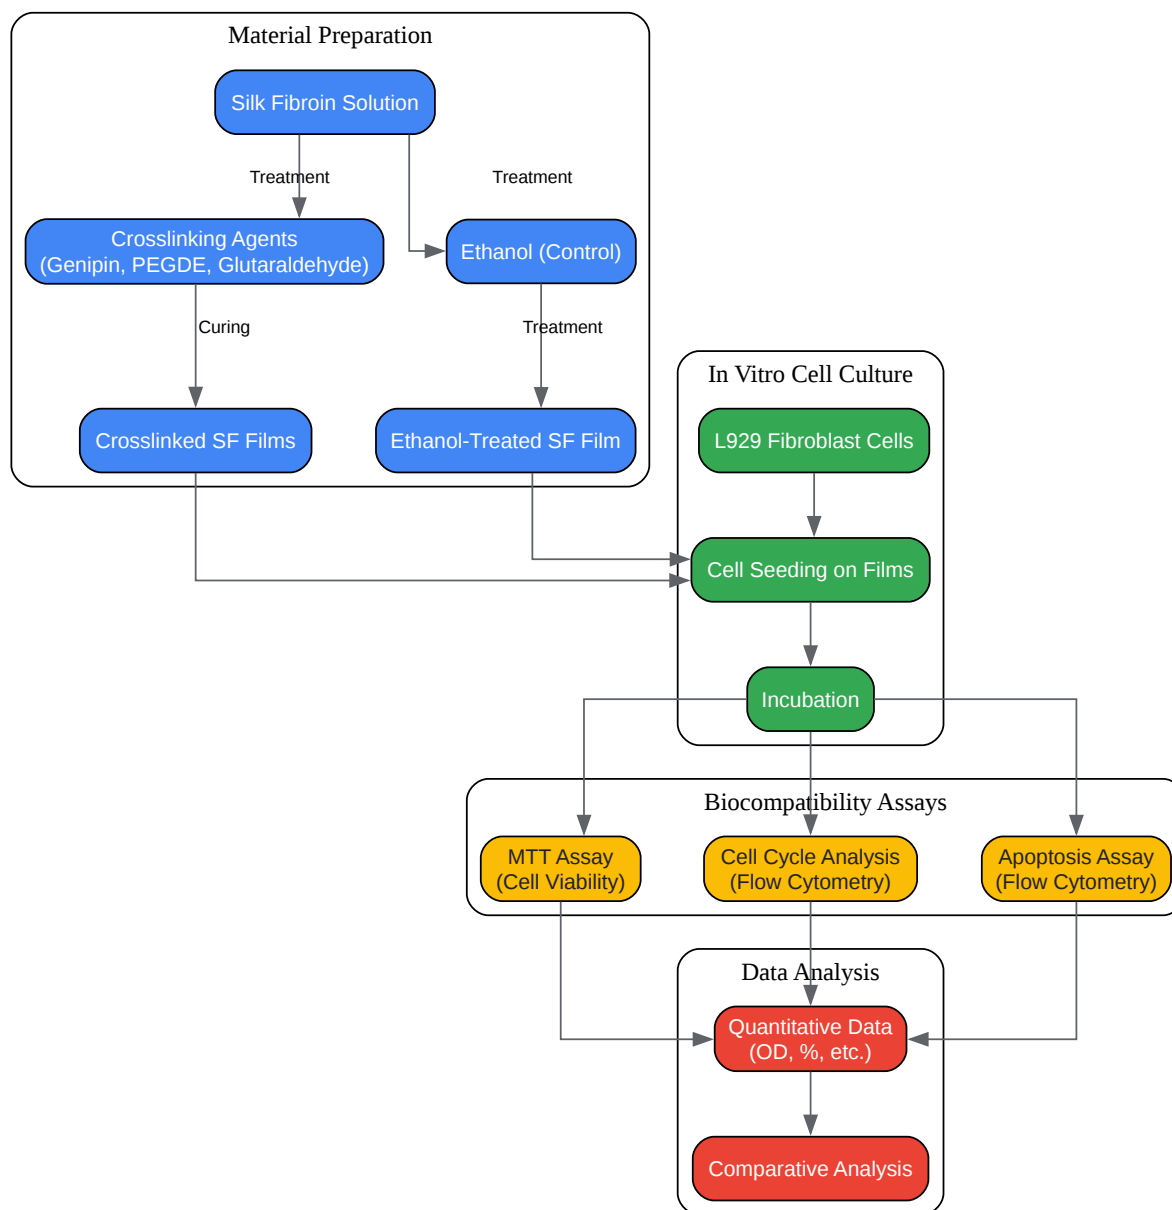 Material Preparation
Silk Fibroin Solution
Treatment
Treatment
Crosslinking Agents
(Genipin, PEGDE, Glutaraldehyde)
Ethanol (Control)
Curing
Treatment
Crosslinked SF Films
Ethanol-Treated SF Film
In Vitro Cell Culture
L929 Fibroblast Cells
Cell Seeding on Films
Incubation
Biocompatibility Assays
MTT Assay
(Cell Viability)
Cell Cycle Analysis
(Flow Cytometry)
Apoptosis Assay
(Flow Cytometry)
Data Analysis
Quantitative Data
(OD, %, etc.)
Comparative Analysis